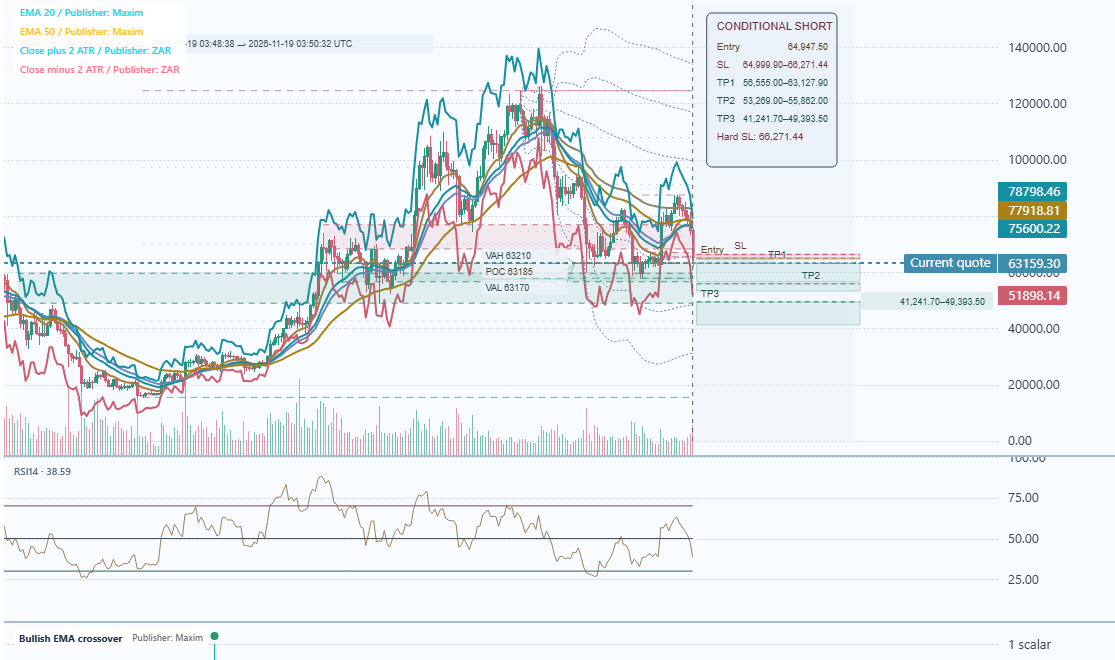 EMA 20 / Publisher: Maxim
EMA 50 / Publisher: Maxim
Close plus 2 ATR / Publisher: ZAR
Close minus 2 ATR / Publisher: ZAR
-19 03:48:38 → 2026-11-19 03:50:32 UTC
CONDITIONAL SHORT
Entry 64,947.50
SL 64,999.90–66,271.44
TP1 56,555.00–63,127.90
TP2 53,269.00–55,862.00
TP3 41,241.70–49,393.50
Hard SL: 66,271.44
140000.00
120000.00
100000.00
78798.46
77918.81
75600.22
VAH 63210
POC 63185
VAL 63170
Entry
SL
TP1
TP2
TP3
Current quote 63159.30
60000.00
51898.14
41,241.70–49,393.50
40000.00
20000.00
0.00
RSI14 · 38.59
100.00
75.00
50.00
25.00
Bullish EMA crossover Publisher: Maxim
1 scalar